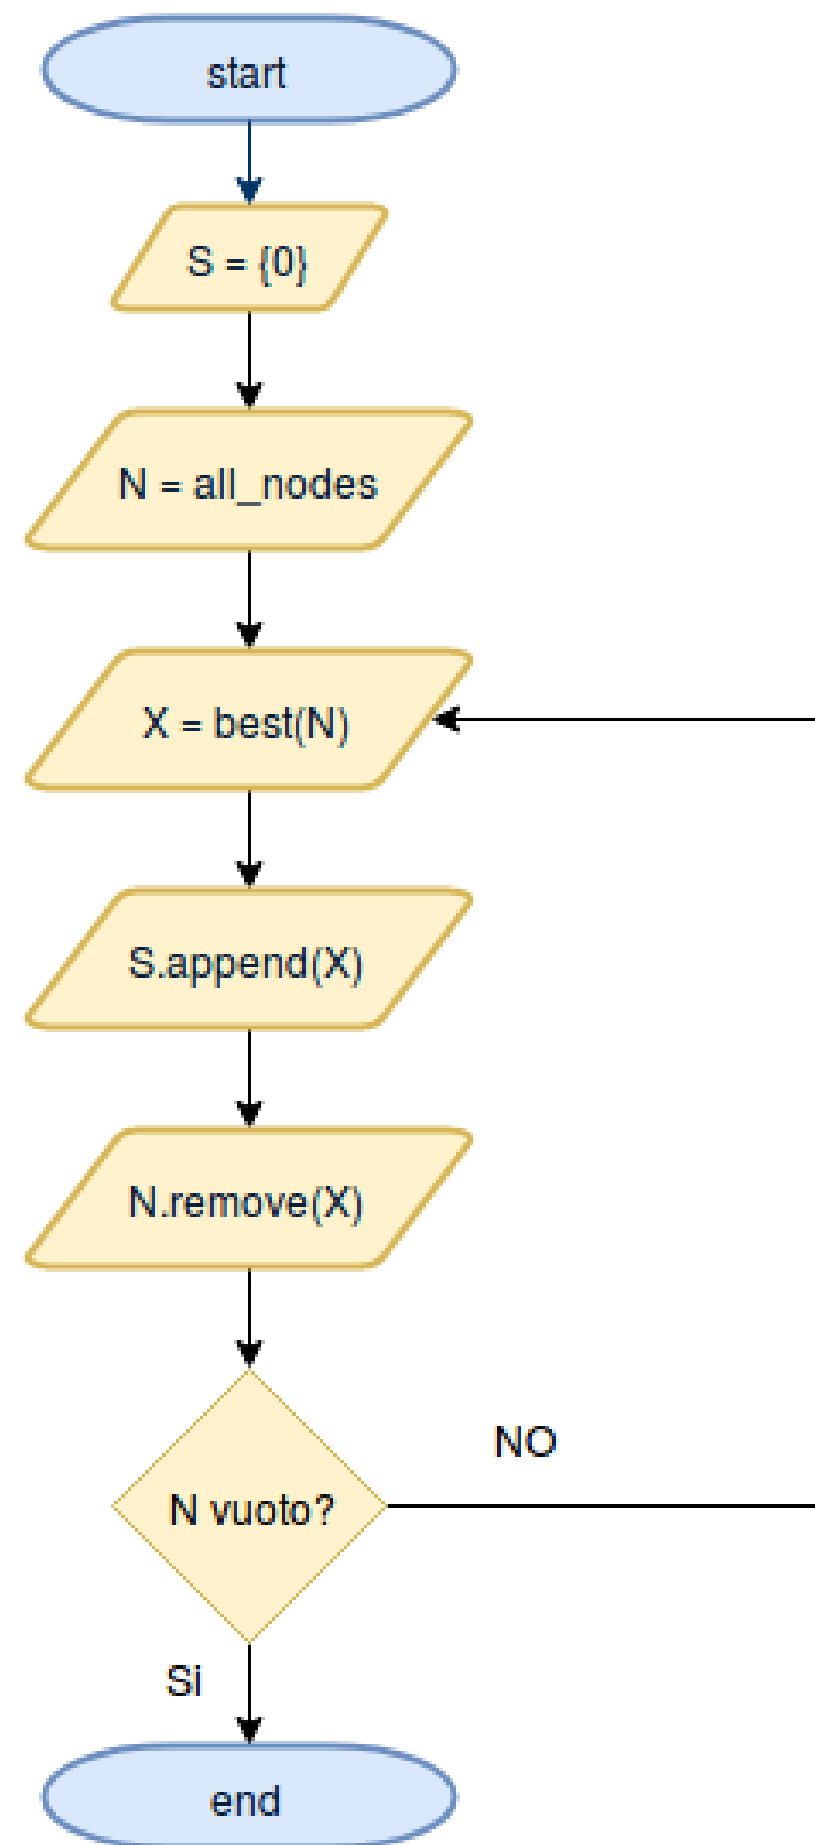 start
S = {0}
N = all_nodes
X = best(N)
S.append(X)
N.remove(X)
NO
N vuoto?
Si
end